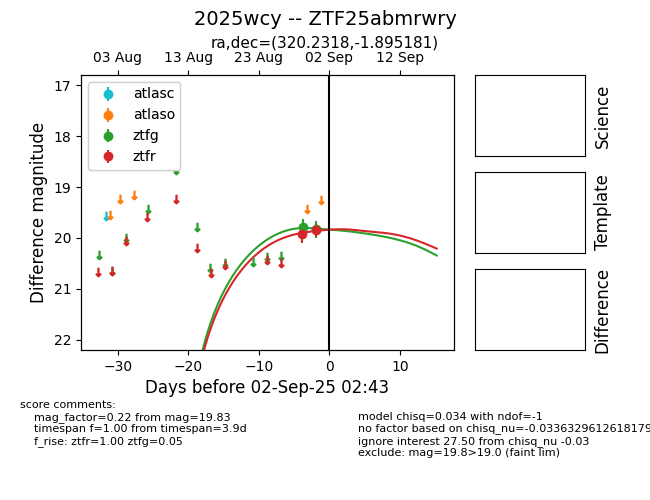 2025wcy -- ZTF25abmrwry
ra,dec=(320.2318,-1.895181)
03 Aug 13 Aug 23 Aug 02 Sep 12 Sep
17
18
19
20
21
22
Difference magnitude
atlasc
atlaso
ztfg
ztfr
−30 −20 −10 0 10
Days before 02-Sep-25 02:43
Science
Template
Difference
score comments:
mag_factor=0.22 from mag=19.83
timespan f=1.00 from timespan=3.9d
f_rise: ztfr=1.00 ztfg=0.05
model chisq=0.034 with ndof=-1
no factor based on chisq_nu=-0.0336329612618179
ignore interest 27.50 from chisq_nu -0.03
exclude: mag=19.8>19.0 (faint lim)